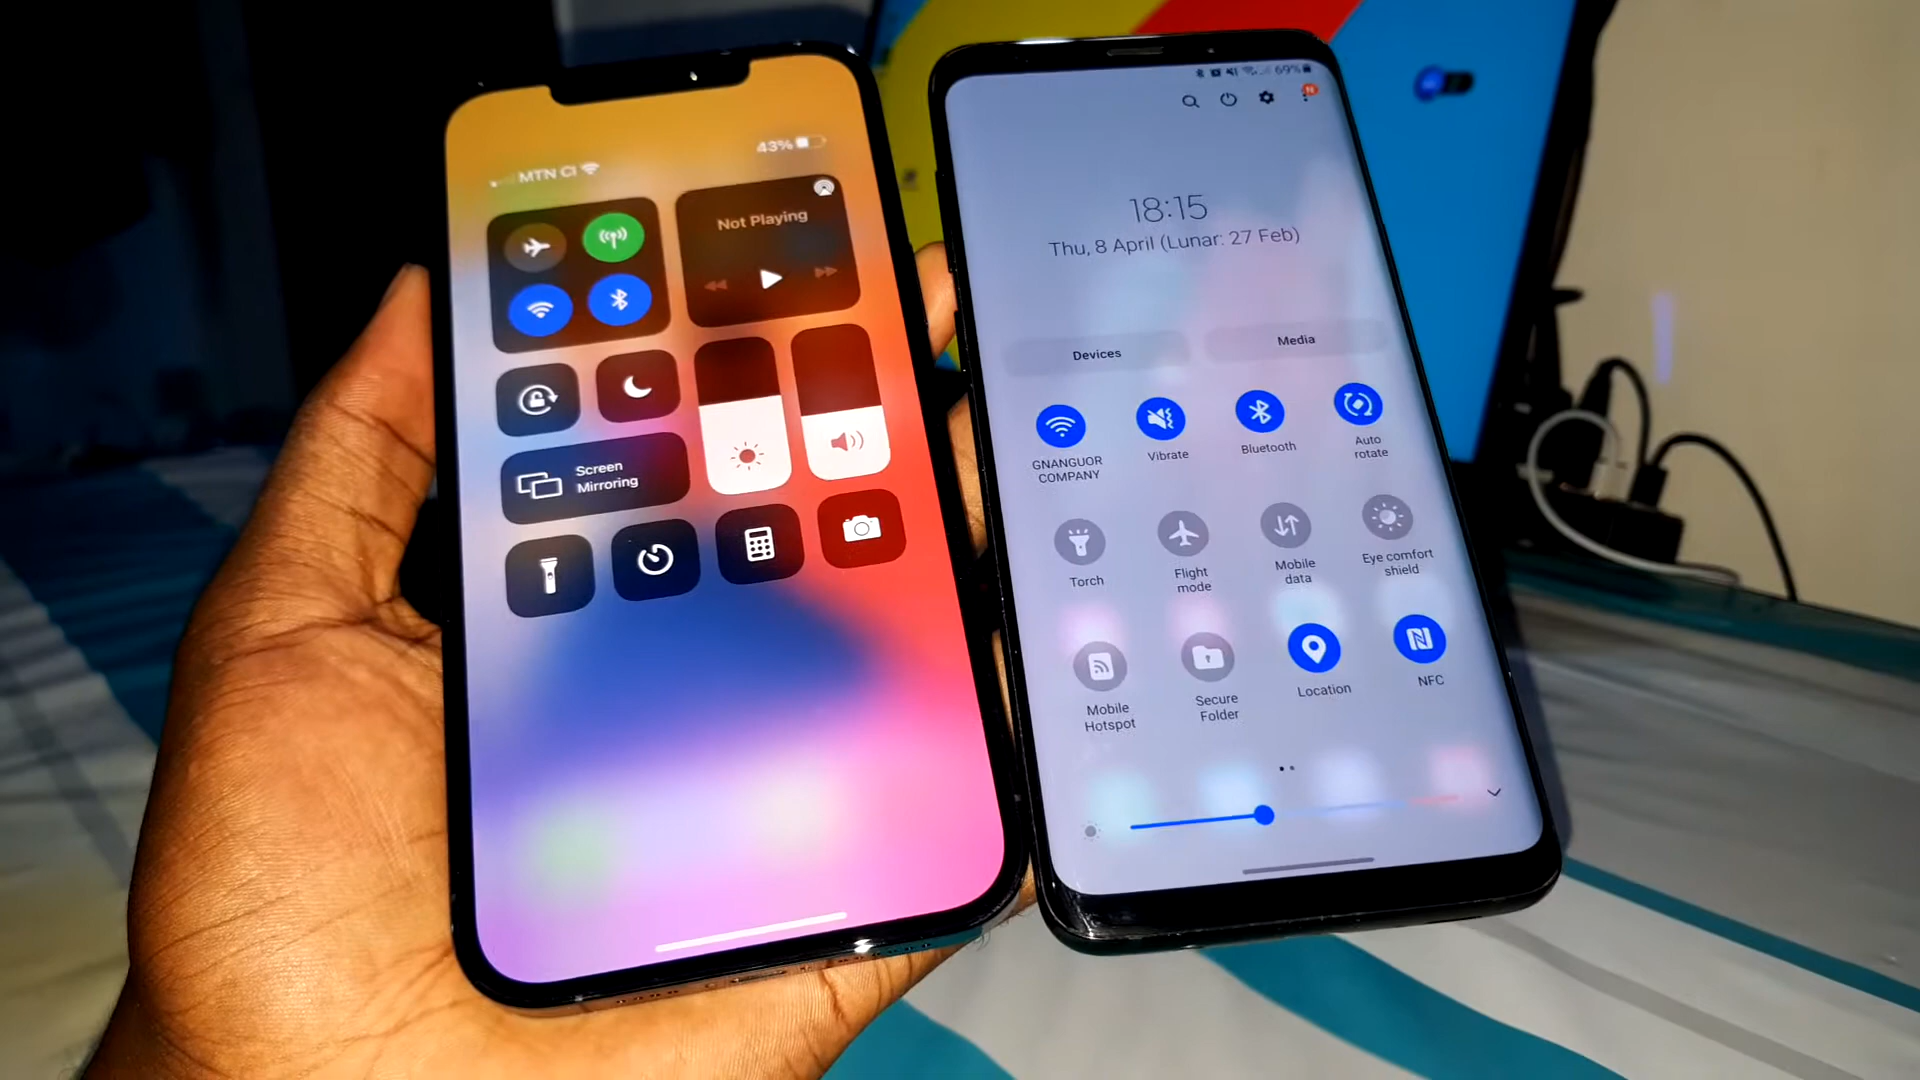 43%
MTN CI
Not Playing
Screen
Mirroring
69%
N
18:15
Thu, 8 April (Lunar: 27 Feb)
Devices
Media
GNANGUOR
COMPANY
Vibrate
Bluetooth
Auto
rotate
Torch
Flight
mode
Mobile
data
Eye comfort
shield
Mobile
Hotspot
Secure
Folder
Location
NFC